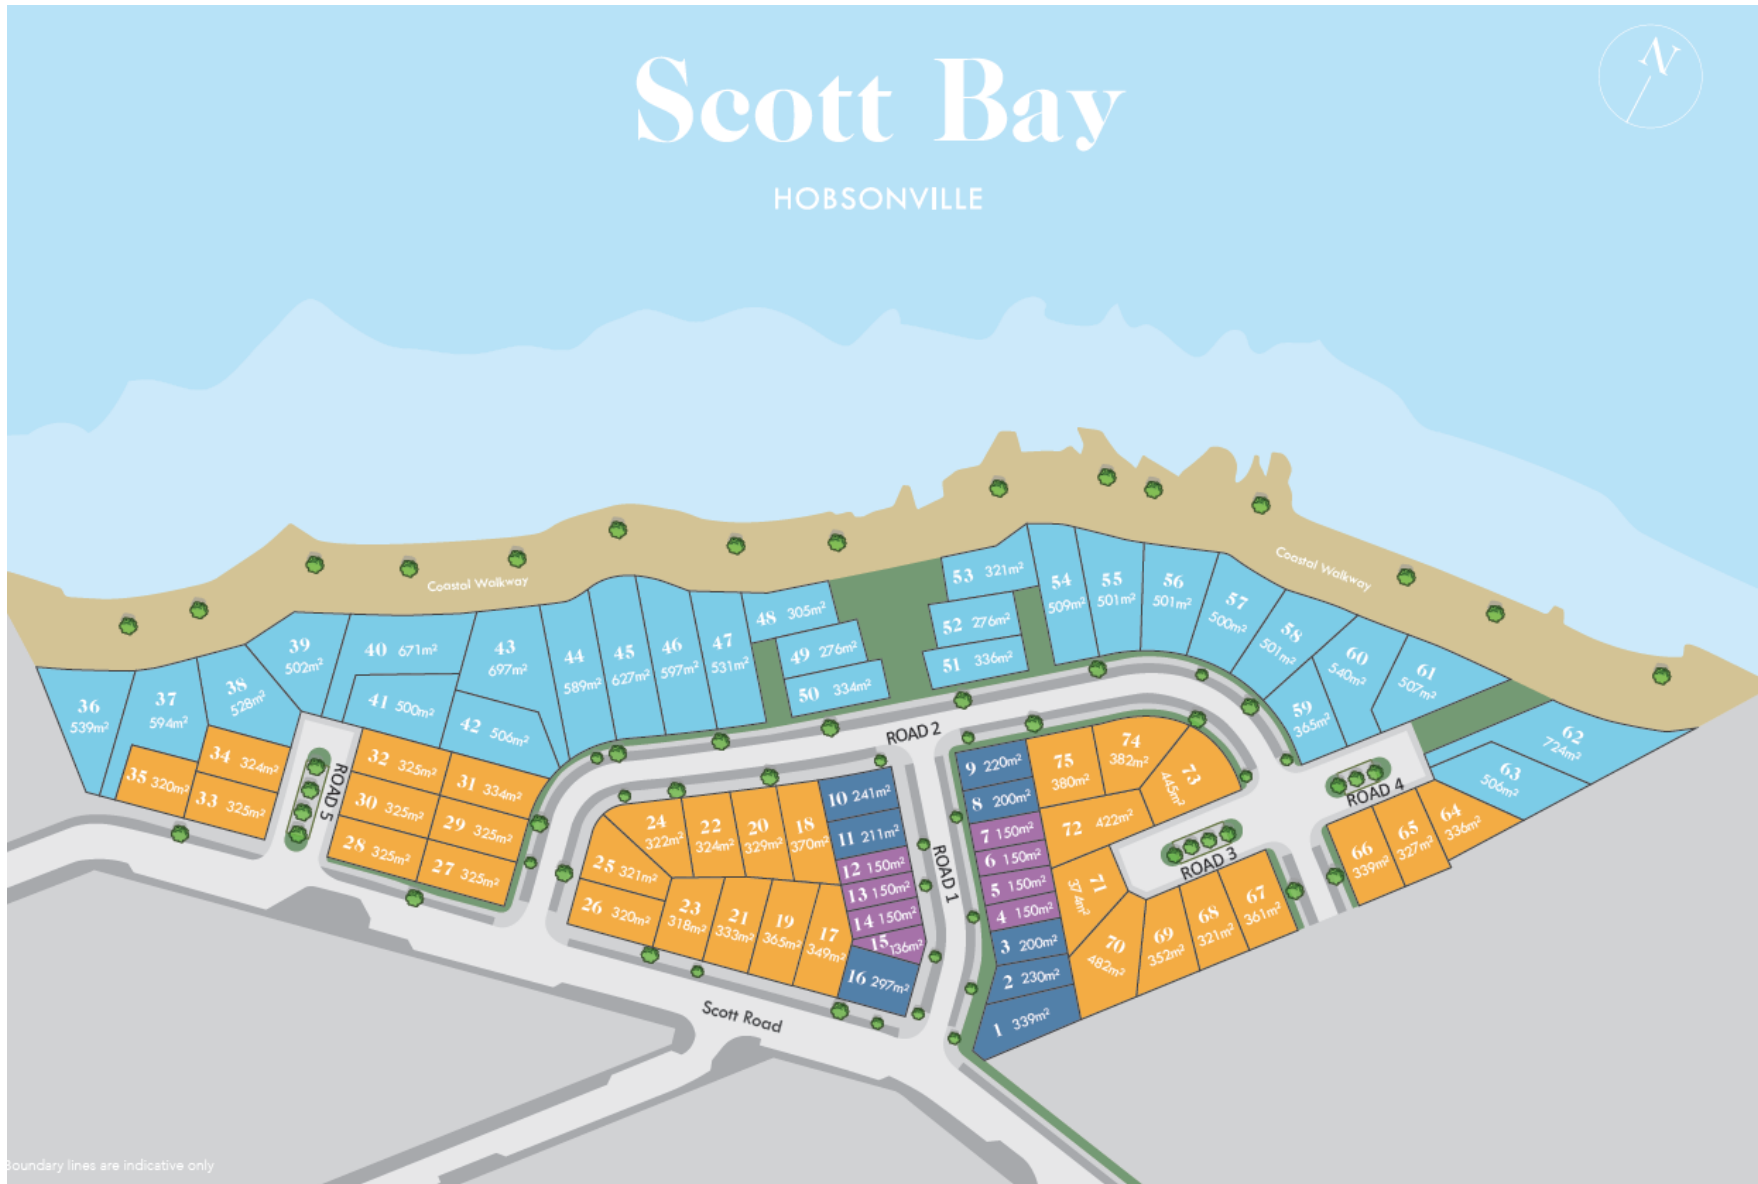 Scott Bay
HOBSONVILLE
N
Coastal Walkway
Coastal Walkway
36
539m²
37
594m²
38
528m²
39
502m²
40 671m²
41 500m²
42 506m²
43
697m²
44
589m²
45
627m²
46
597m²
47
531m²
48 305m²
49 276m²
50 334m²
53 321m²
52 276m²
51 336m²
54
509m²
55
501m²
56
501m²
57
500m²
58
501m²
59
365m²
60
540m²
61
507m²
62
724m²
63
506m²
64
336m²
65
327m²
66
339m²
35 320m²
34 324m²
33 325m²
ROAD 5
32 325m²
31 334m²
30 325m²
29 325m²
28 325m²
27 325m²
ROAD 2
24
322m²
22
324m²
20
329m²
18
370m²
25 321m²
26 320m²
23
318m²
21
333m²
19
365m²
17
349m²
10 241m²
11 211m²
12 150m²
13 150m²
14 150m²
15 136m²
16 297m²
ROAD 1
9 220m²
8 200m²
7 150m²
6 150m²
5 150m²
4 150m²
3 200m²
2 230m²
1 339m²
75
380m²
74
382m²
73
445m²
72 422m²
71
374m²
70
482m²
69
352m²
68
321m²
67
361m²
ROAD 3
ROAD 4
Scott Road
Boundary lines are indicative only